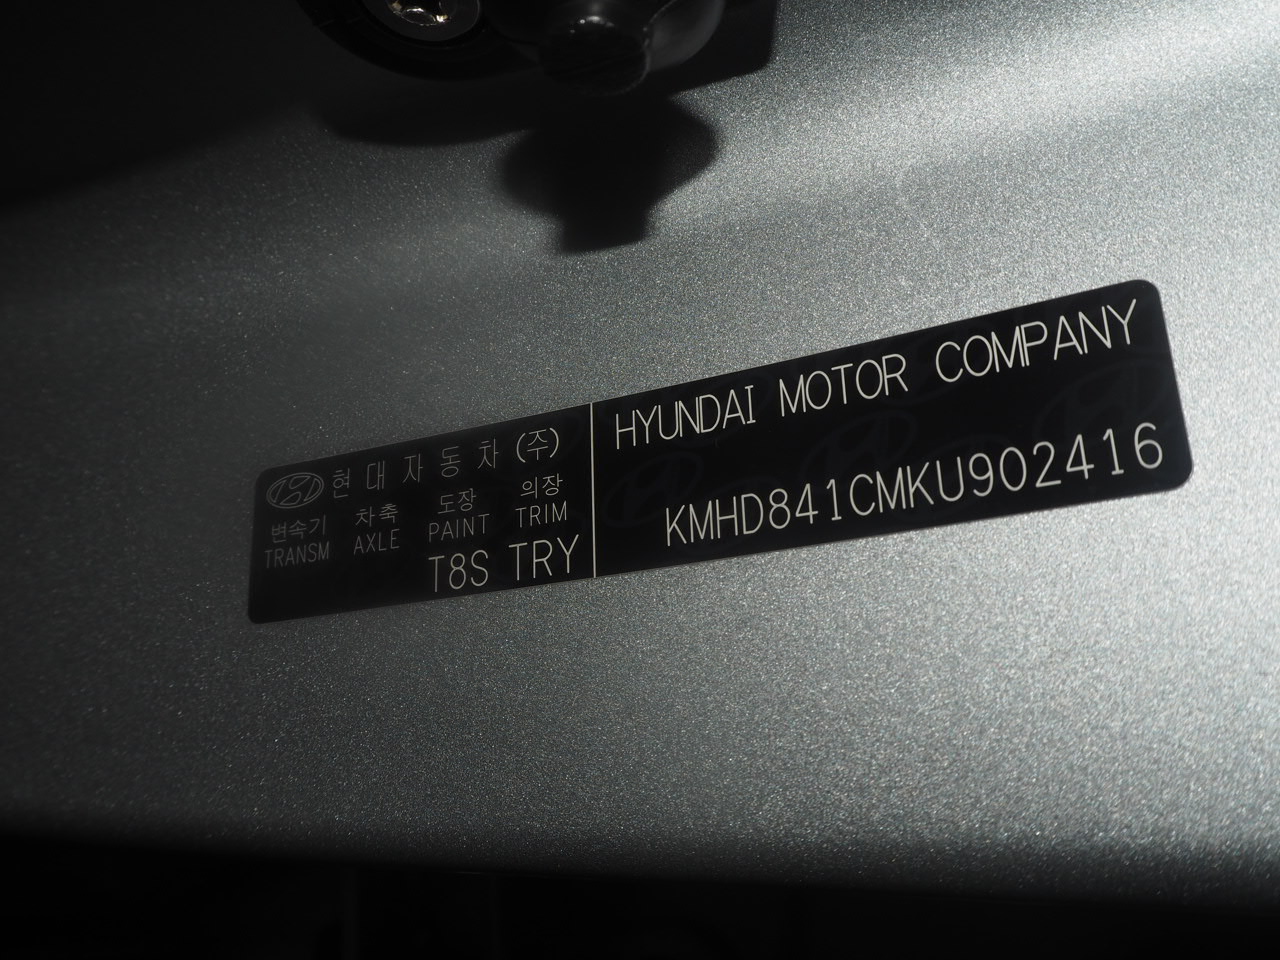 현대자동차(주)
변속기 차축 도장 의장
TRANSM AXLE PAINT TRIM
T8S TRY
HYUNDAI MOTOR COMPANY
KMHD841CMKU902416